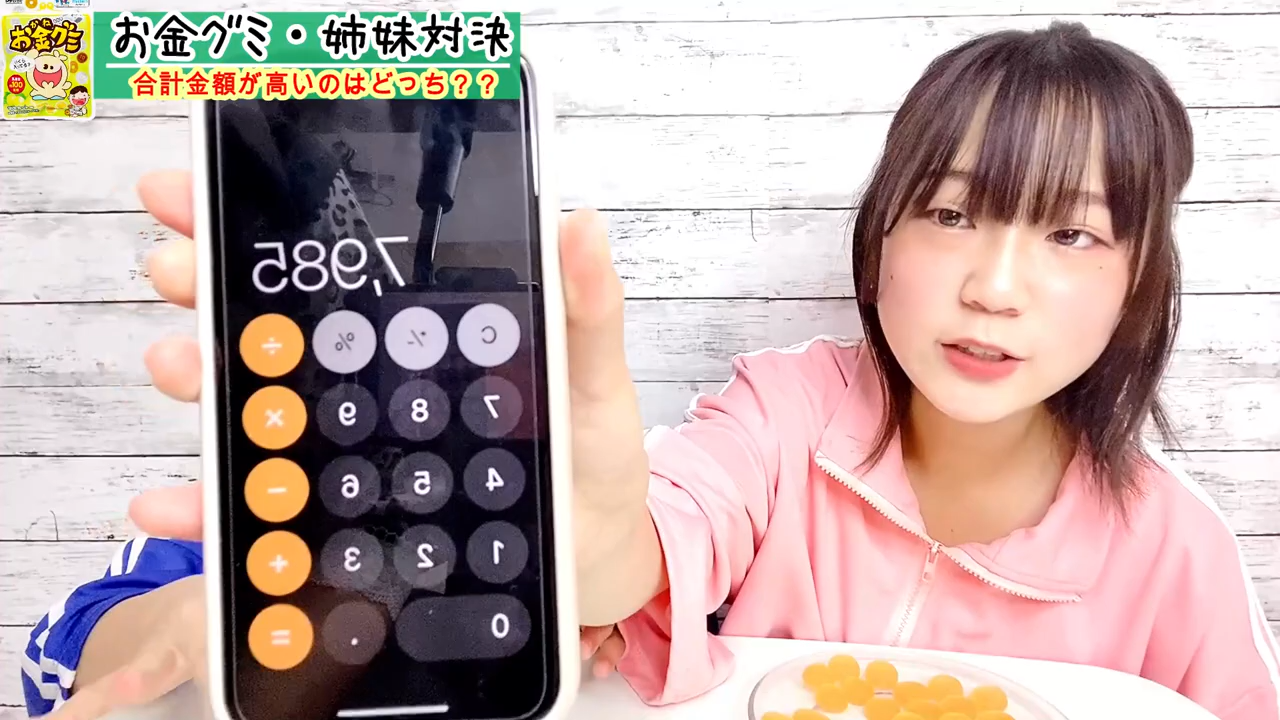 お金グミ・姉妹対決
合計金額が高いのはどっち??
お金グミ
¥100
7,985
÷ % C
× 9 8 7
− 6 5 4
+ 3 2 1
= . 0